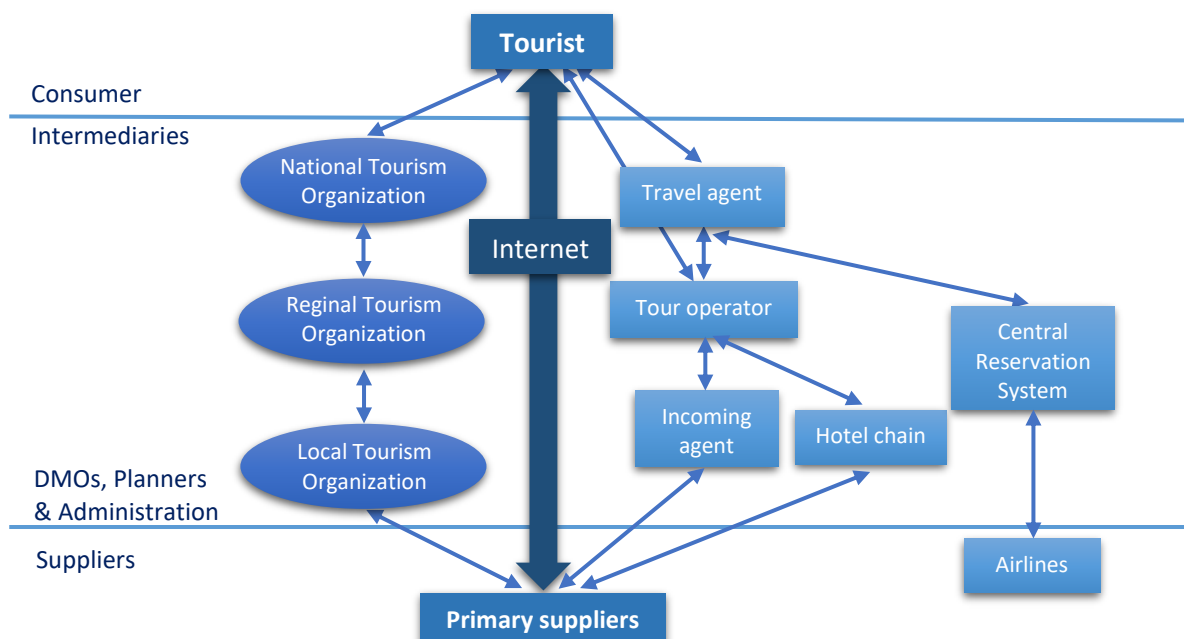 Tourist
Consumer
Intermediaries
National Tourism
Organization
Travel agent
Internet
Reginal Tourism
Organization
Tour operator
Central
Reservation
System
Incoming
agent
Hotel chain
Local Tourism
Organization
DMOs, Planners
& Administration
Suppliers
Airlines
Primary suppliers